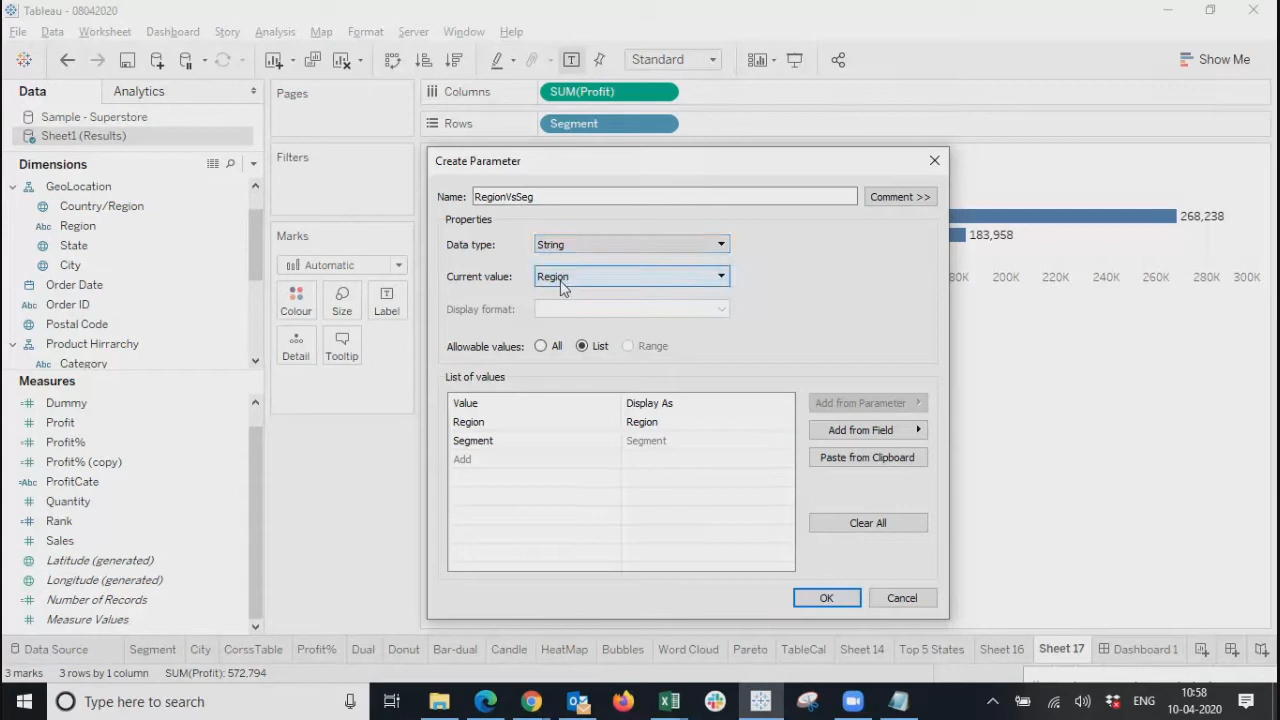 Tableau - 08042020
File Data Worksheet Dashboard Story Analysis Map Format Server Window Help
Standard
Show Me
Data
Analytics
Pages
Columns
SUM(Profit)
Sample - Superstore
Rows
Segment
Sheet1 (Results)
Filters
Dimensions
GeoLocation
Country/Region
Abc Region
State
City
Order Date
Abc Order ID
Postal Code
Product Hirrarchy
Abc Category
Marks
Automatic
Colour
Size
Label
Detail
Tooltip
Measures
Dummy
Profit
Profit%
Profit% (copy)
=Abc ProfitCate
Quantity
Rank
Sales
Latitude (generated)
Longitude (generated)
Number of Records
Measure Values
Create Parameter
Name:
RegionVsSeg
Comment >>
Properties
Data type:
String
Current value:
Region
Display format:
Allowable values:
All
List
Range
List of values
Value
Display As
Region
Region
Segment
Segment
Add
Add from Parameter
Add from Field
Paste from Clipboard
Clear All
OK
Cancel
268,238
183,958
220K 240K 260K 280K 300K
Data Source
Segment
City
CorssTable
Profit%
Dual
Donut
Bar-dual
Candle
HeatMap
Bubbles
Word Cloud
Pareto
TableCal
Sheet 14
Top 5 States
Sheet 16
Sheet 17
Dashboard 1
3 marks
3 rows by 1 column
SUM(Profit): 572,794
Type here to search
ENG
10:58
10-04-2020